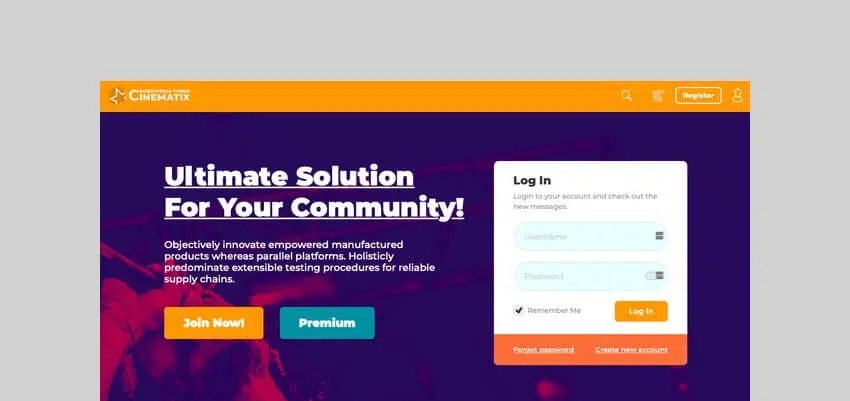 BUDDYPRESS THEME
CINEMATIX
Register
Ultimate Solution
For Your Community!
Objectively innovate empowered manufactured
products whereas parallel platforms. Holisticly
predominate extensible testing procedures for reliable
supply chains.
Join Now!
Premium
Log In
Login to your account and check out the
new messages.
Username
Password
Remember Me
Log In
Forgot password
Create new account